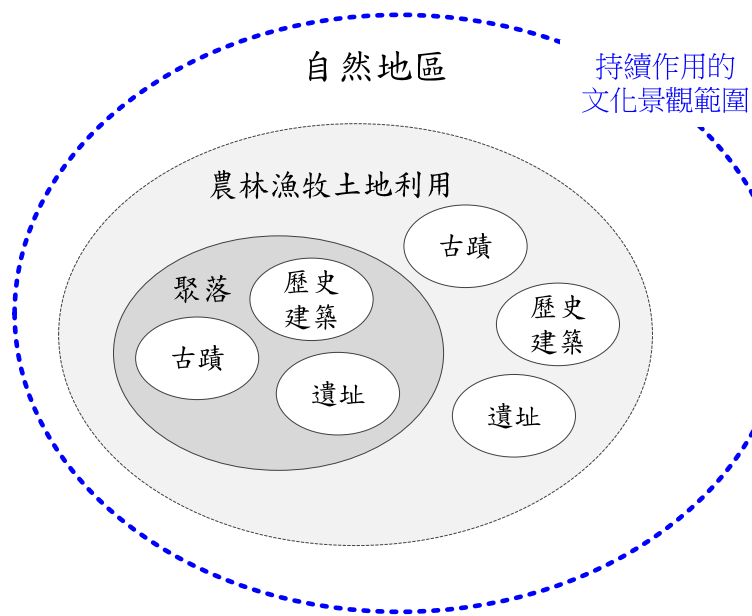 自然地區
持續作用的
文化景觀範圍
農林漁牧土地利用
古蹟
聚落
歷史
建築
歷史
建築
古蹟
遺址
遺址